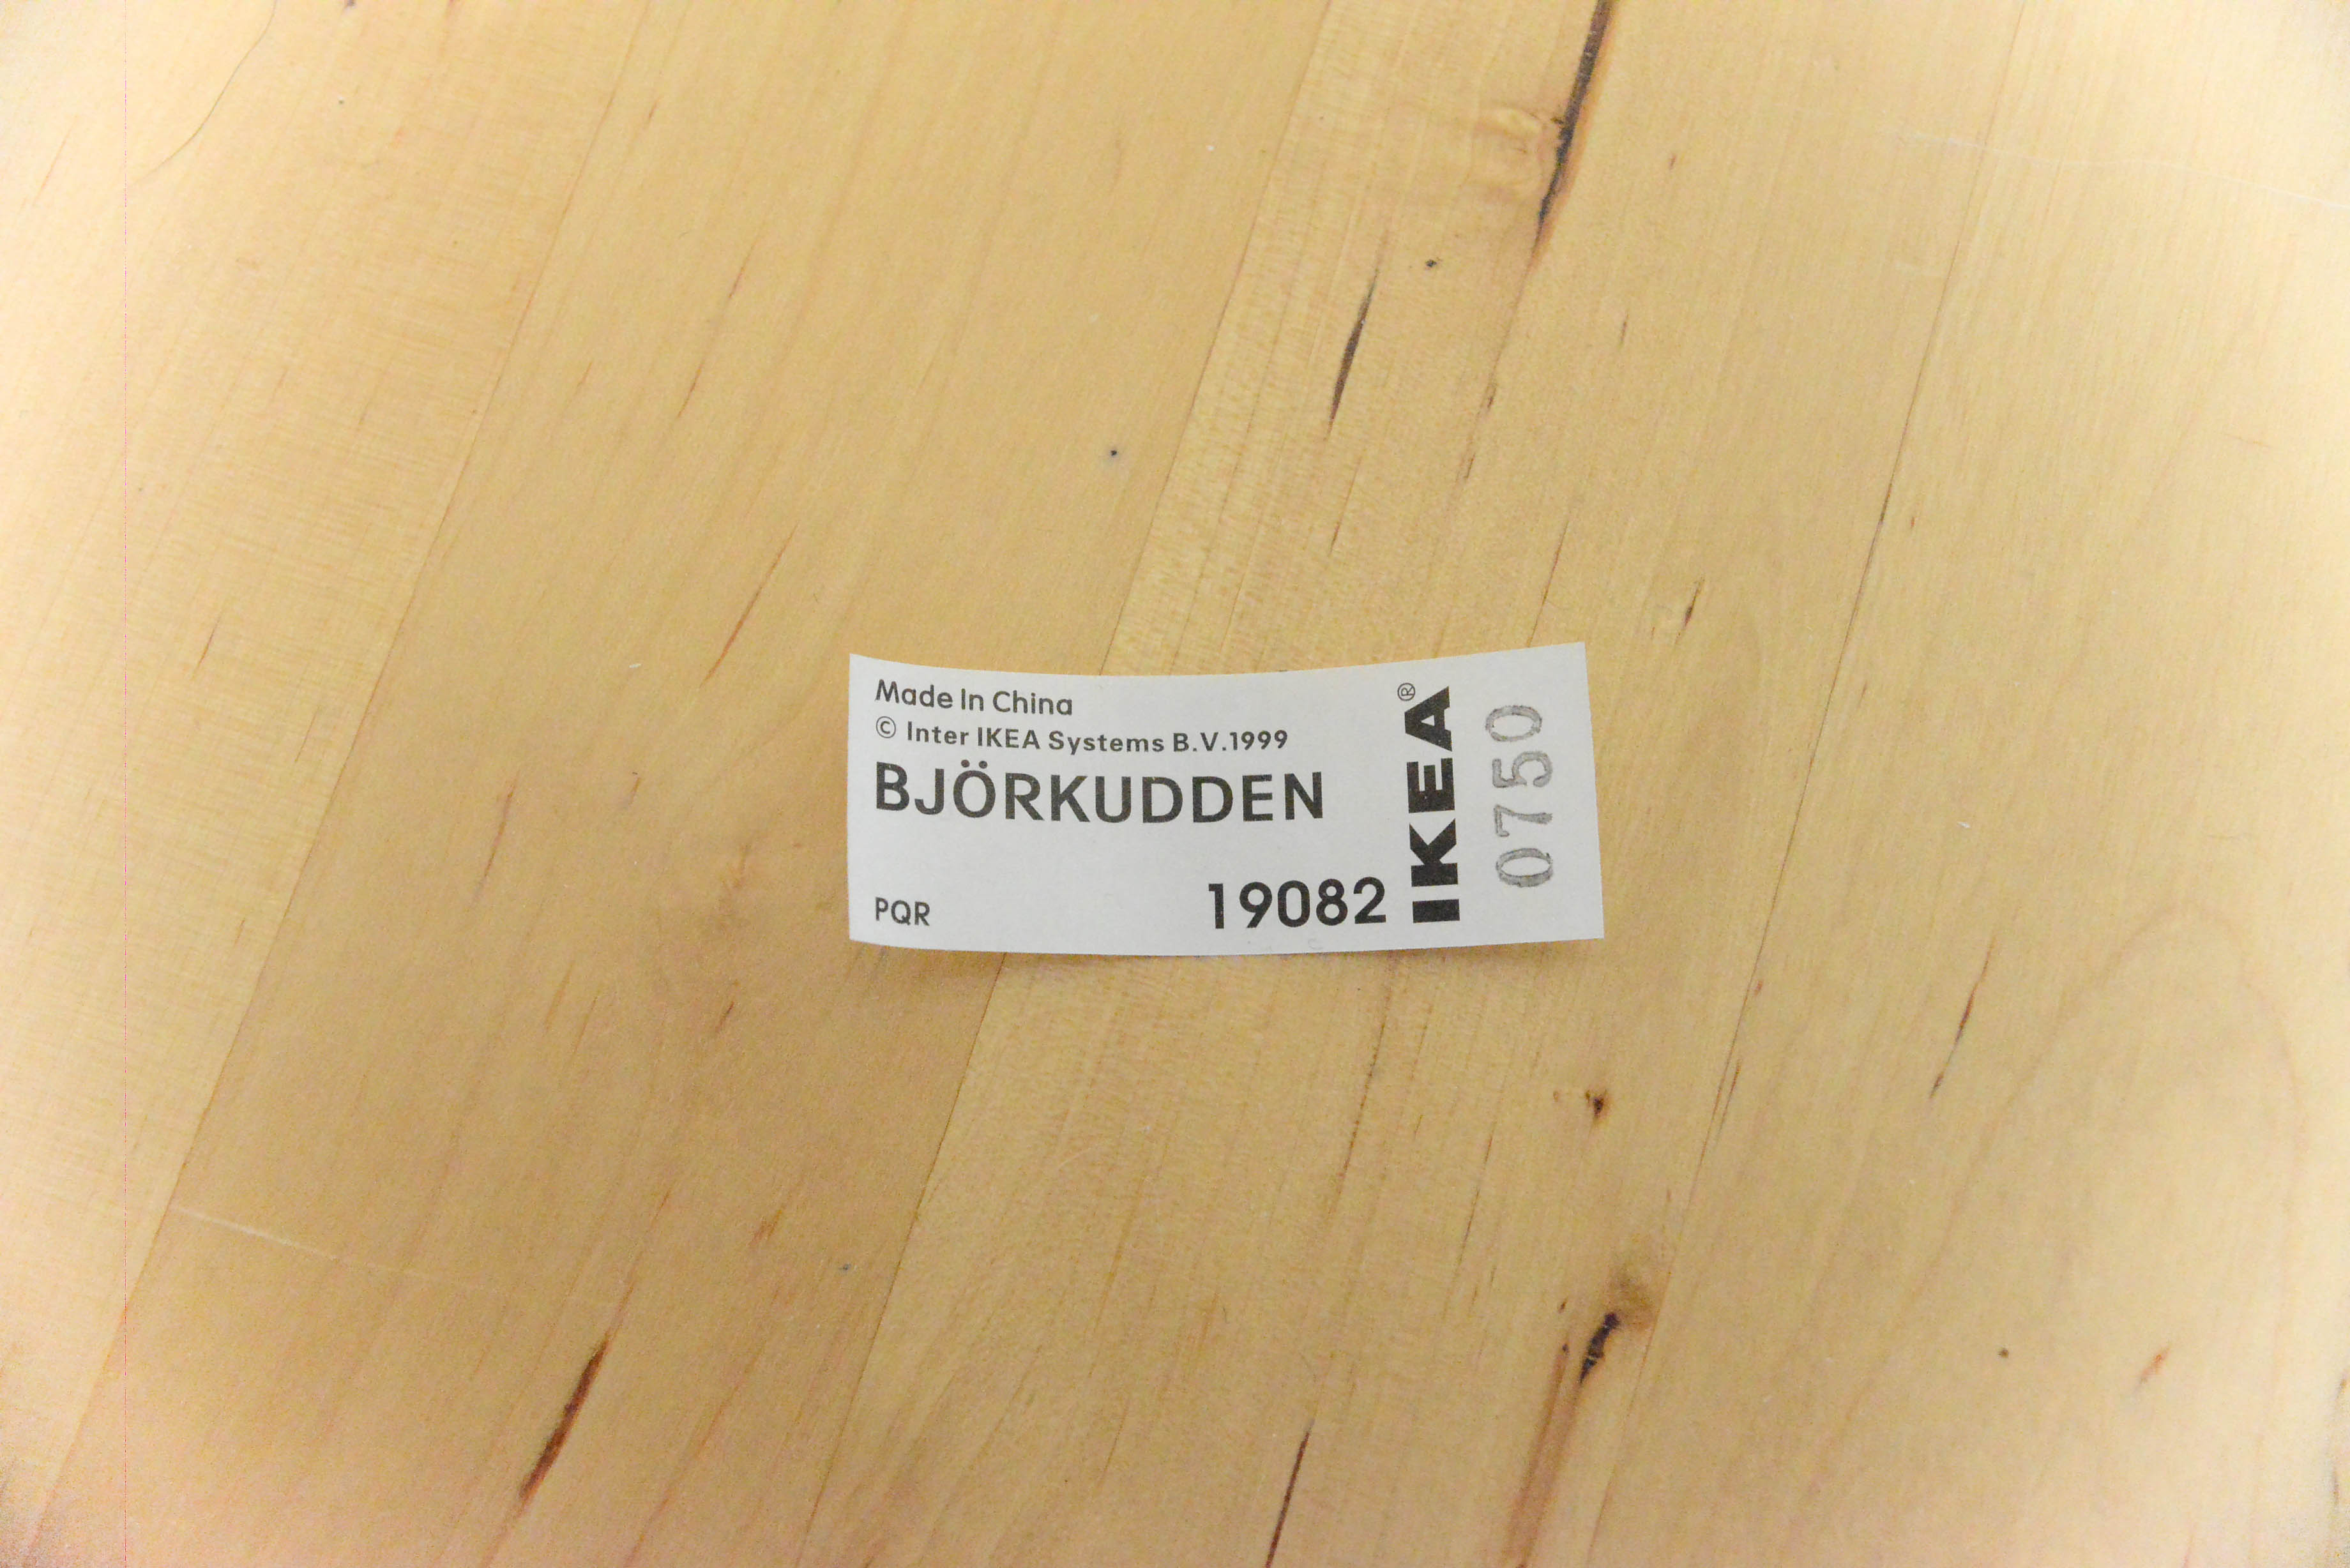 Made In China
© Inter IKEA Systems B.V.1999
BJÖRKUDDEN
PQR
19082
IKEA®
0750